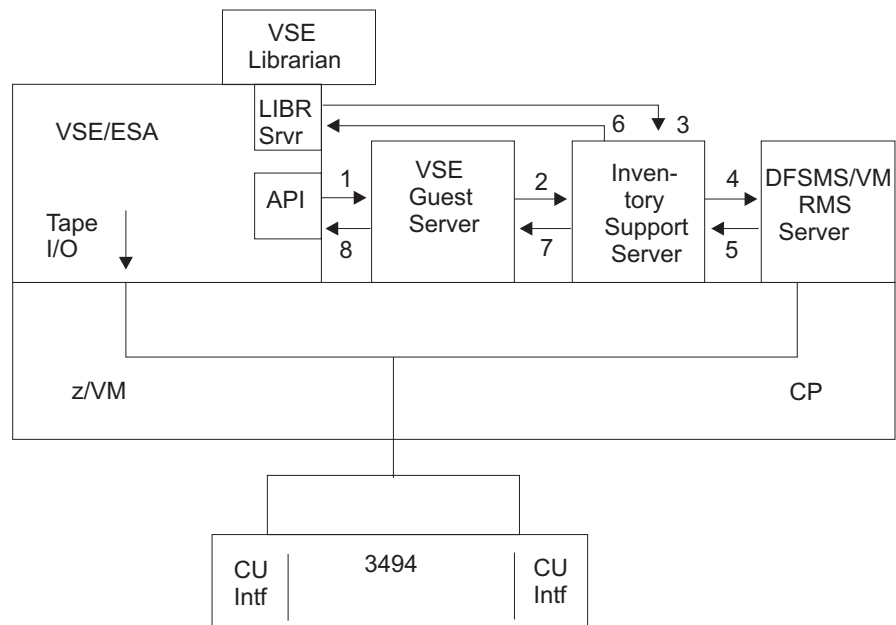 VSE
Librarian
LIBR
Srvr
6
3
VSE/ESA
API
1
8
VSE
Guest
Server
2
7
Inven-
tory
Support
Server
4
5
DFSMS/VM
RMS
Server
Tape
I/O
z/VM
CP
CU
Intf
3494
CU
Intf